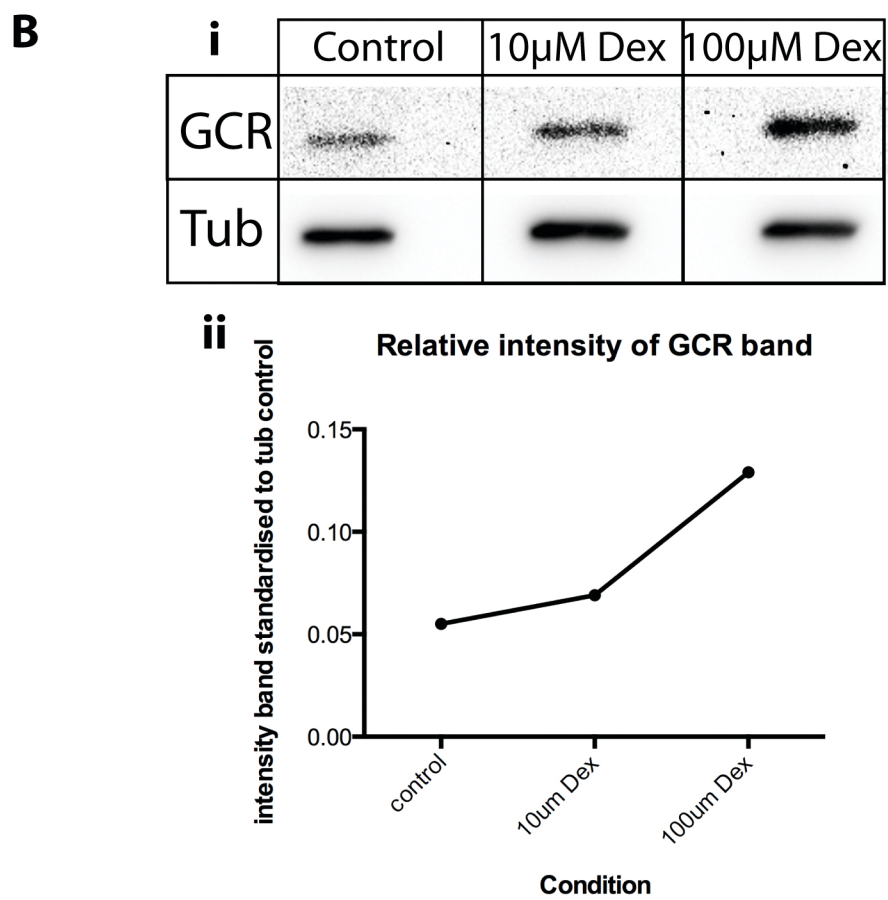 B
i
Control 10μM Dex 100μM Dex
GCR
Tub
ii
Relative intensity of GCR band
intensity band standardised to tub control
0.15
0.10
0.05
0.00
control
10um Dex
100um Dex
Condition